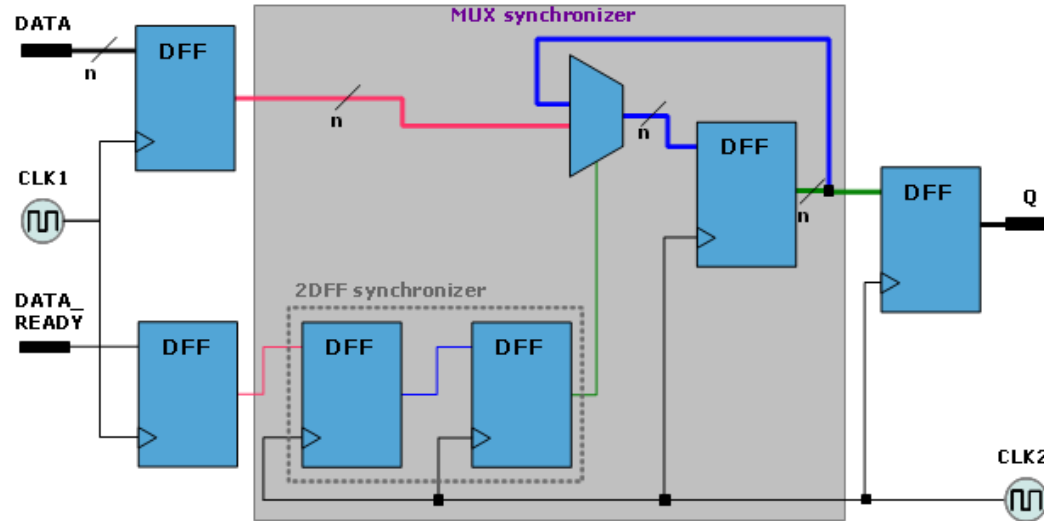 MUX synchronizer
DATA
DFF
n
n
n
DFF
n
DFF
CLK1
Q
DATA_
READY
2DFF synchronizer
DFF
DFF
DFF
CLK2